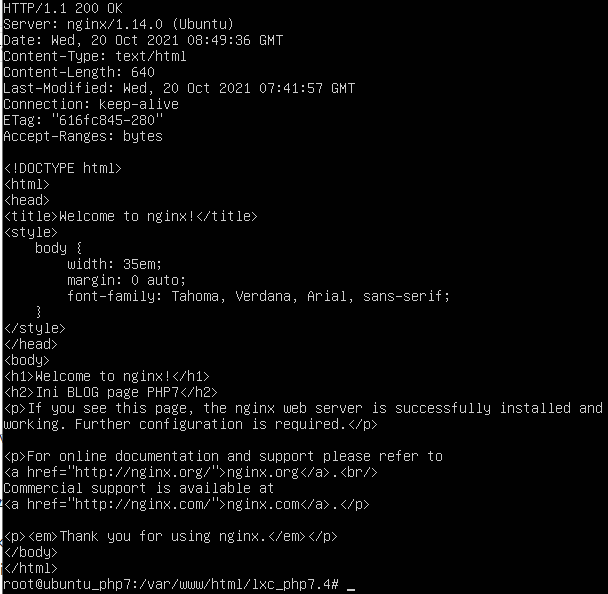 HTTP/1.1 200 OK
Server: nginx/1.14.0 (Ubuntu)
Date: Wed, 20 Oct 2021 08:49:36 GMT
Content-Type: text/html
Content-Length: 640
Last-Modified: Wed, 20 Oct 2021 07:41:57 GMT
Connection: keep-alive
ETag: "616fc845-280"
Accept-Ranges: bytes

<!DOCTYPE html>
<html>
<head>
<title>Welcome to nginx!</title>
<style>
    body {
        width: 35em;
        margin: 0 auto;
        font-family: Tahoma, Verdana, Arial, sans-serif;
    }
</style>
</head>
<body>
<h1>Welcome to nginx!</h1>
<h2>Ini BLOG page PHP7</h2>
<p>If you see this page, the nginx web server is successfully installed and
working. Further configuration is required.</p>

<p>For online documentation and support please refer to
<a href="http://nginx.org/">nginx.org</a>.<br/>
Commercial support is available at
<a href="http://nginx.com/">nginx.com</a>.</p>

<p><em>Thank you for using nginx.</em></p>
</body>
</html>
root@ubuntu_php7:/var/www/html/lxc_php7.4# _